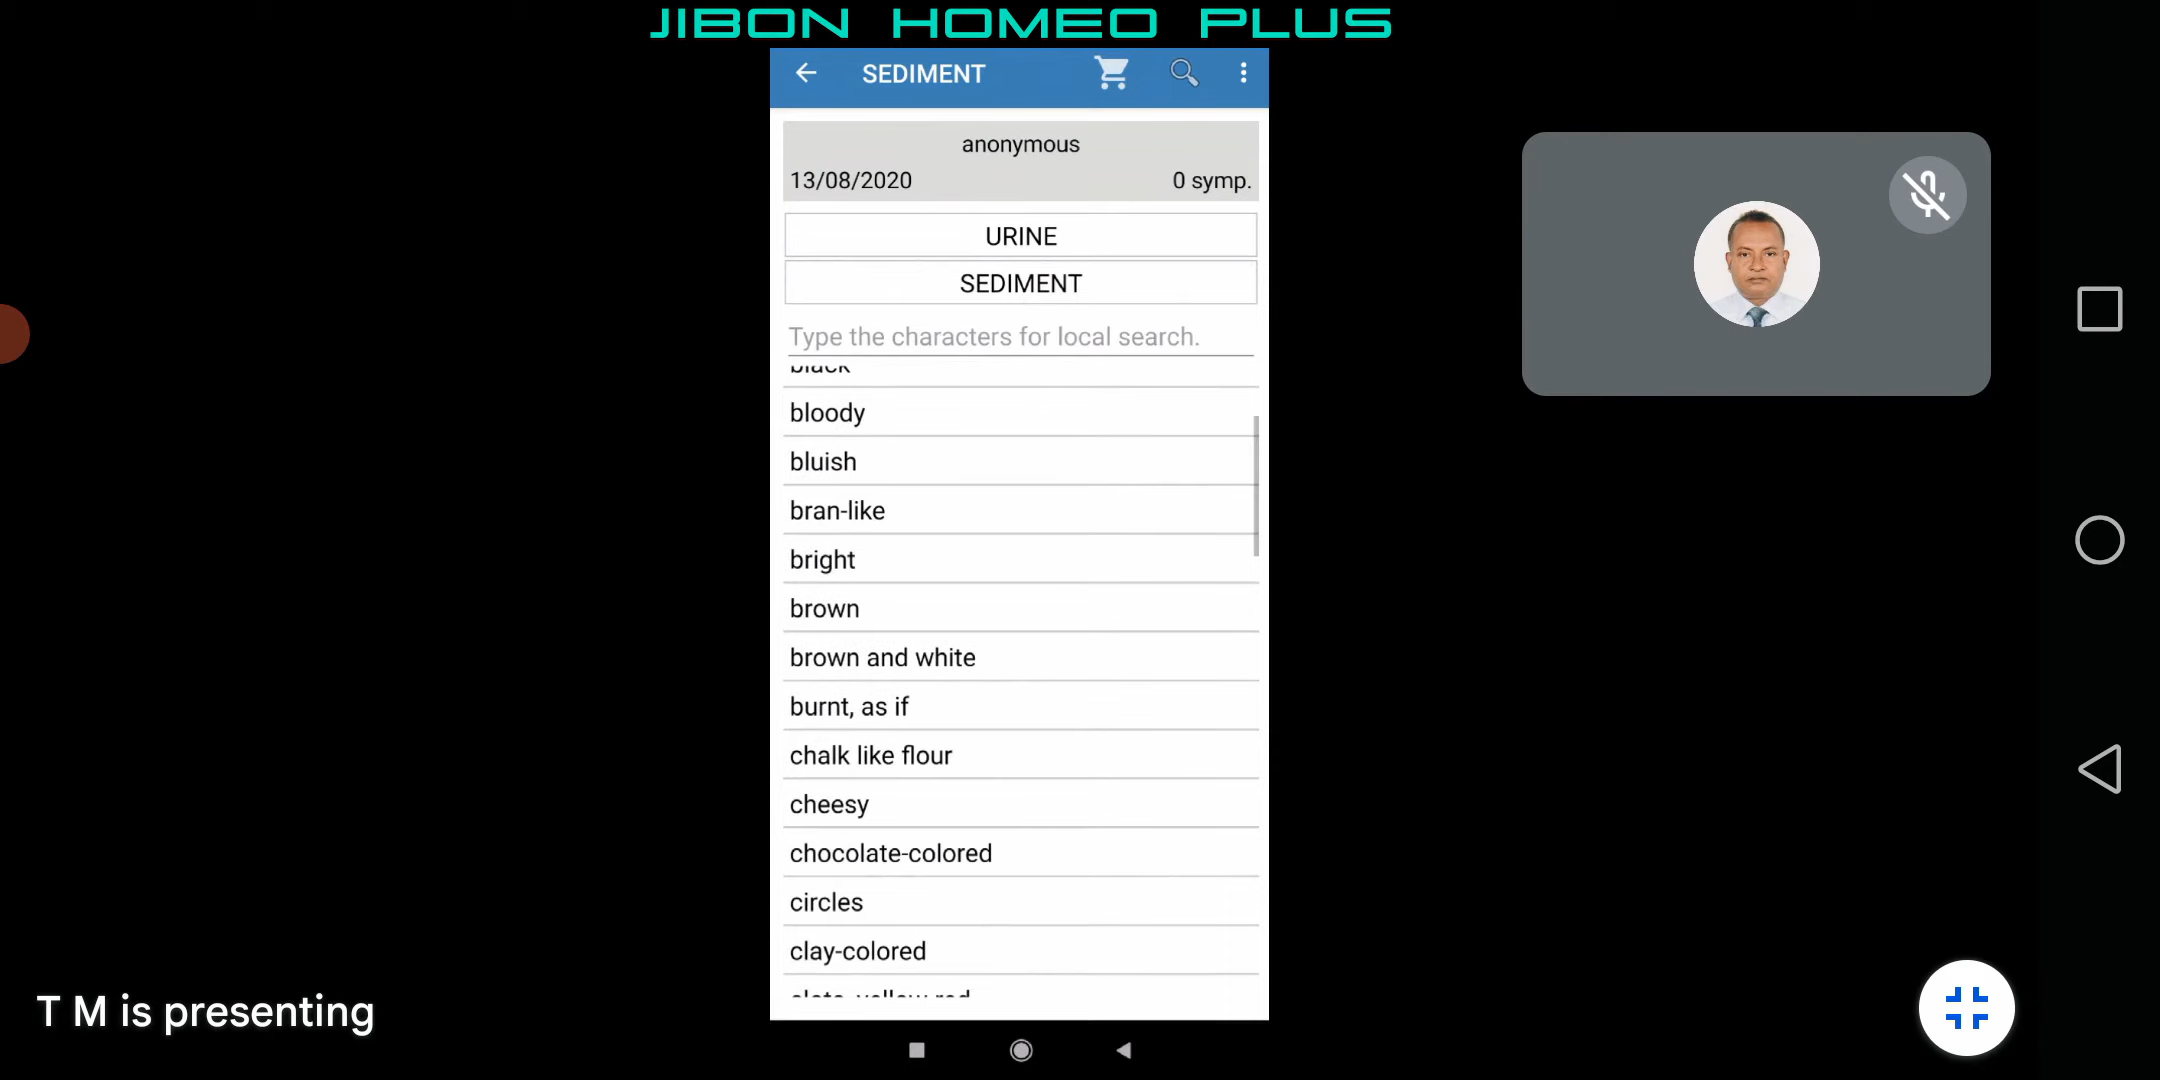 JIBON HOMEO PLUS
SEDIMENT
anonymous
13/08/2020 0 symp.
URINE
SEDIMENT
Type the characters for local search.
black
bloody
bluish
bran-like
bright
brown
brown and white
burnt, as if
chalk like flour
cheesy
chocolate-colored
circles
clay-colored
T M is presenting